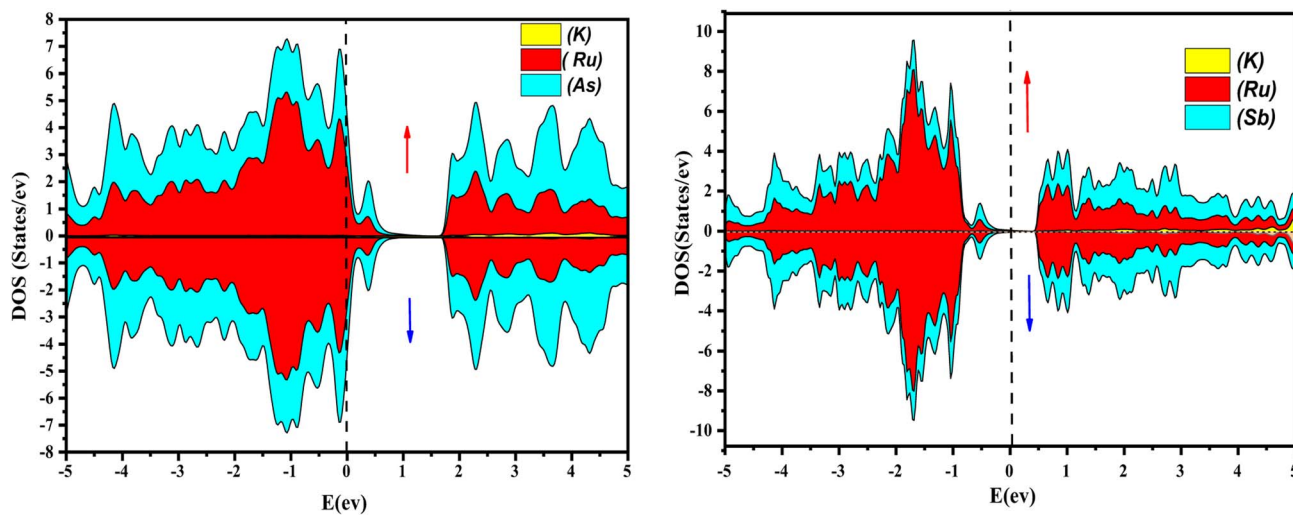 8
7
6
5
4
3
2
1
0
-1
-2
-3
-4
-5
-6
-7
-8
DOS (States/ev)
(K)
( Ru)
(As)
-5 -4 -3 -2 -1 0 1 2 3 4 5
E(ev)
10
8
6
4
2
0
-2
-4
-6
-8
-10
DOS(States/ev)
(K)
(Ru)
(Sb)
-5 -4 -3 -2 -1 0 1 2 3 4 5
E(ev)